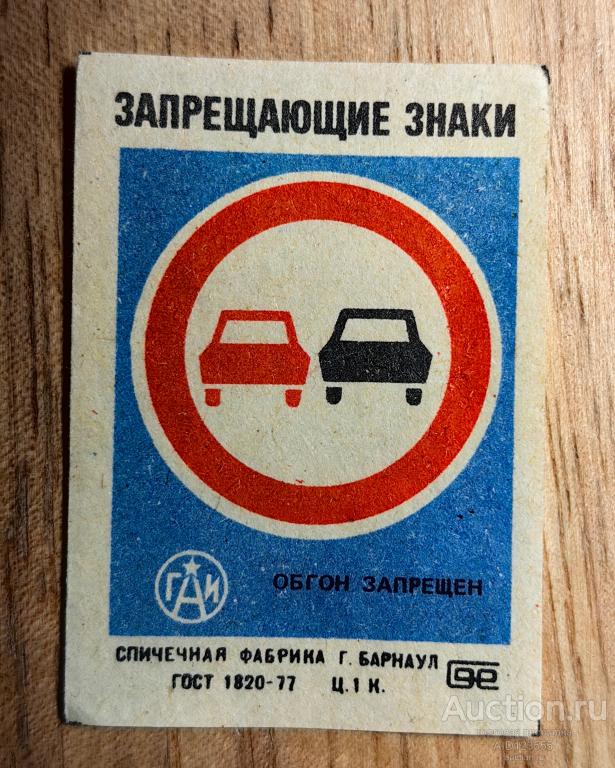 ЗАПРЕЩАЮЩИЕ ЗНАКИ
ГАИ
ОБГОН ЗАПРЕЩЕН
СПИЧЕЧНАЯ ФАБРИКА Г. БАРНАУЛ
ГОСТ 1820-77 Ц. 1 К.
Auction.ru